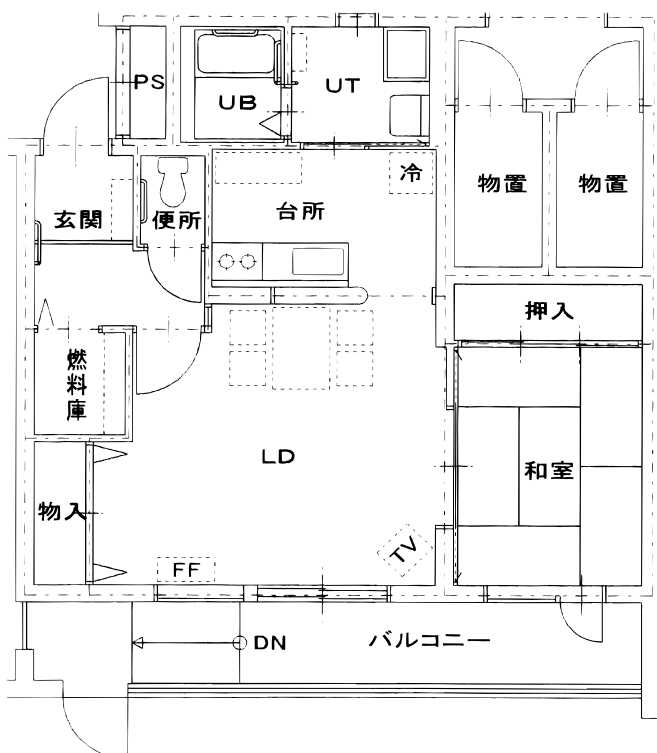 PS
UB
UT
冷
物置
物置
玄関
便所
台所
押入
燃料庫
LD
和室
物入
TV
FF
DN
バルコニー